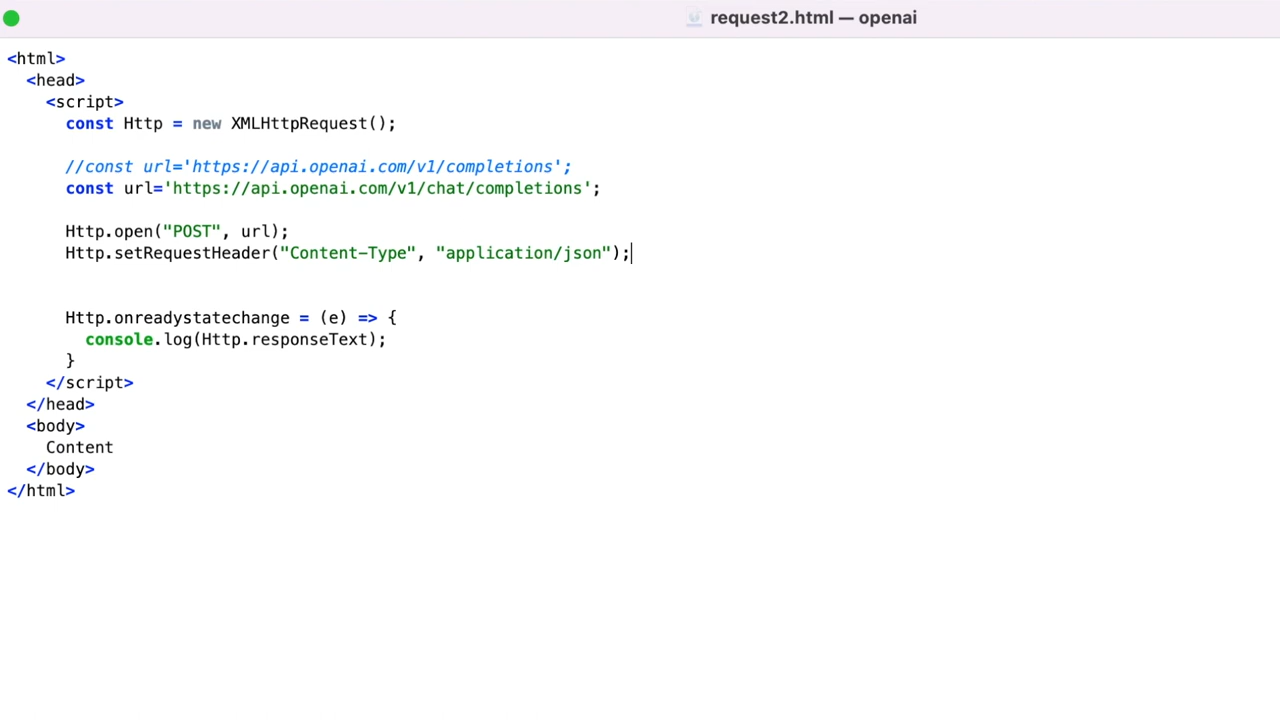 request2.html — openai
<html>
<head>
<script>
const Http = new XMLHttpRequest();
//const url='https://api.openai.com/v1/completions';
const url='https://api.openai.com/v1/chat/completions';
Http.open("POST", url);
Http.setRequestHeader("Content-Type", "application/json");
Http.onreadystatechange = (e) => {
console.log(Http.responseText);
}
</script>
</head>
<body>
Content
</body>
</html>